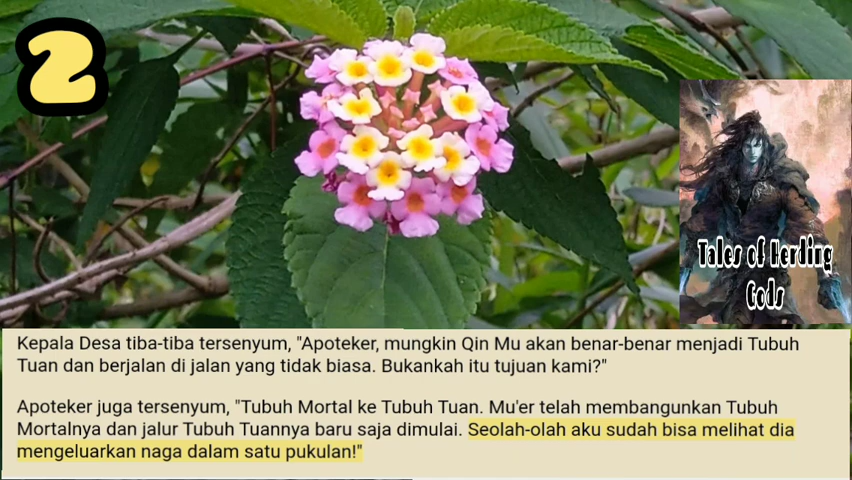 2
Tales of Herding
Gods
Kepala Desa tiba-tiba tersenyum, "Apoteker, mungkin Qin Mu akan benar-benar menjadi Tubuh
Tuan dan berjalan di jalan yang tidak biasa. Bukankah itu tujuan kami?"
Apoteker juga tersenyum, "Tubuh Mortal ke Tubuh Tuan. Mu'er telah membangunkan Tubuh
Mortalnya dan jalur Tubuh Tuannya baru saja dimulai. Seolah-olah aku sudah bisa melihat dia
mengeluarkan naga dalam satu pukulan!"